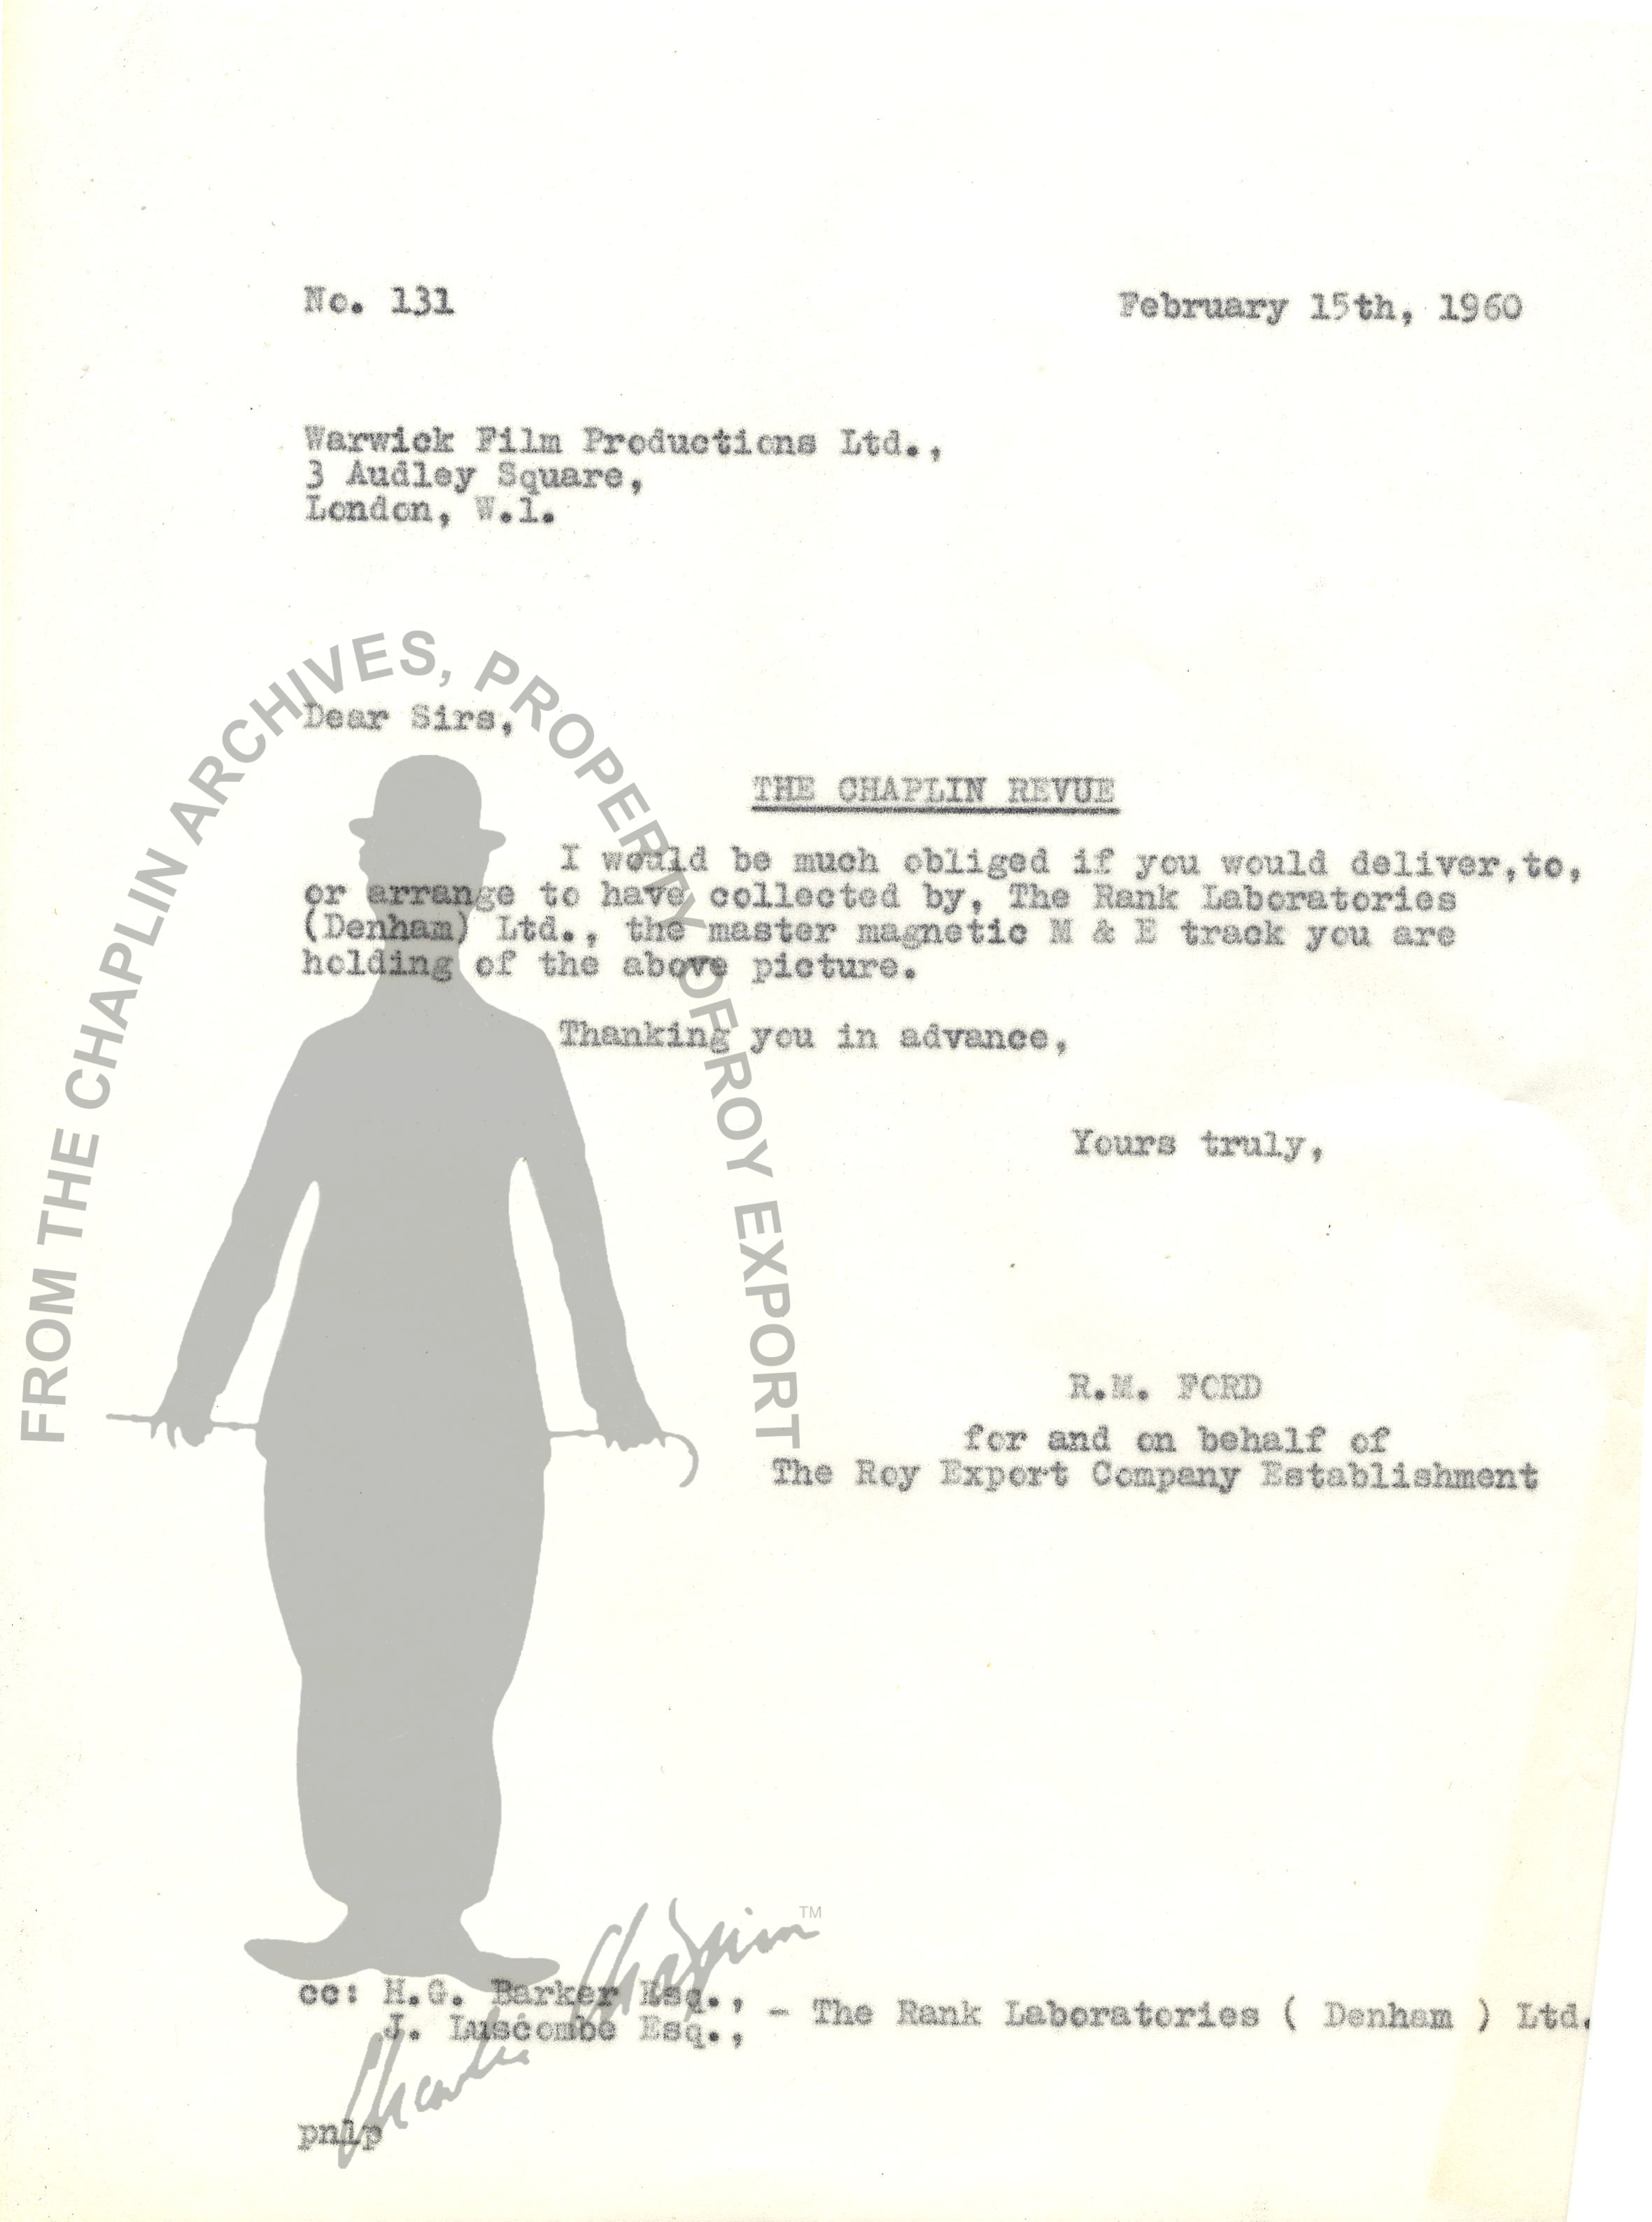 No. 131
February 15th, 1960
Warwick Film Productions Ltd.,
3 Audley Square,
London, W.1.
Dear Sirs,
THE CHAPLIN REVUE
I would be much obliged if you would deliver,to,
or arrange to have collected by, The Rank Laboratories
(Denham) Ltd., the master magnetic M & E track you are
holding of the above picture.
Thanking you in advance,
Yours truly,
R.M. FORD
for and on behalf of
The Roy Export Company Establishment
cc: H.G. Barker Esq.,
J. Luscombe Esq.,
- The Rank Laboratories ( Denham ) Ltd.
pnlp
FROM THE CHAPLIN ARCHIVES, PROPERTY OF ROY EXPORT
Charlie Chaplin TM